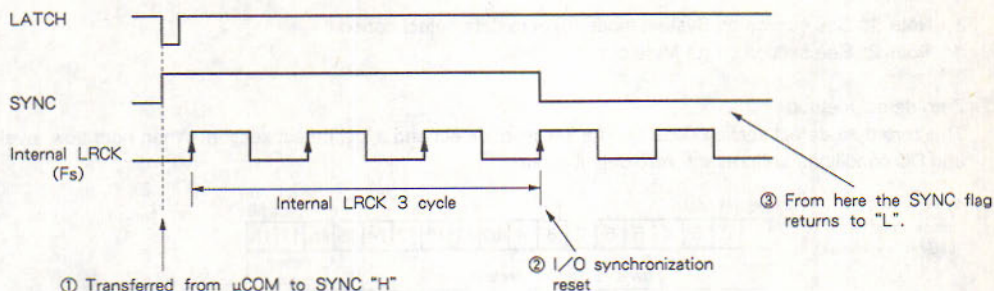 LATCH
SYNC
Internal LRCK
(Fs)
Internal LRCK 3 cycle
③ From here the SYNC flag
returns to "L".
② I/O synchronization
reset
① Transferred from μCOM to SYNC "H"